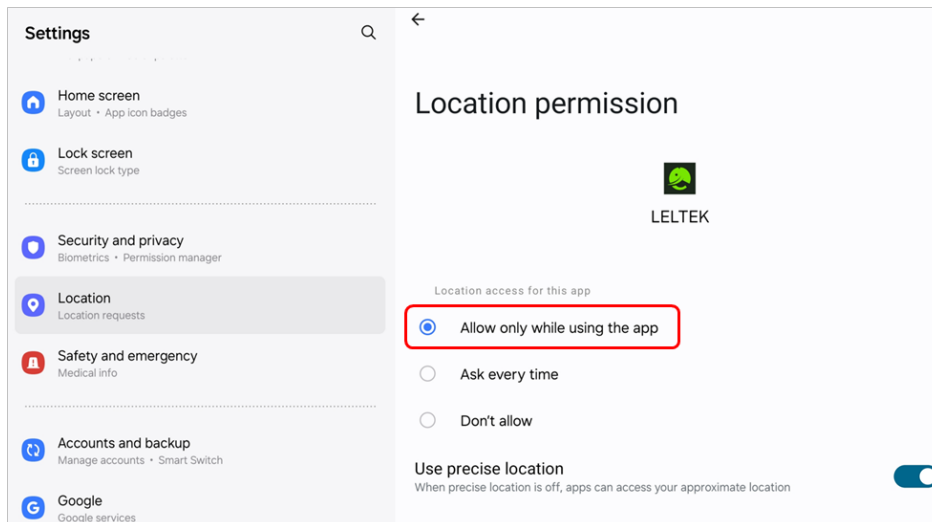 Settings
Home screen
Layout • App icon badges
Lock screen
Screen lock type
Security and privacy
Biometrics • Permission manager
Location
Location requests
Safety and emergency
Medical info
Accounts and backup
Manage accounts • Smart Switch
Google
Google services
Location permission
LELTEK
Location access for this app
Allow only while using the app
Ask every time
Don't allow
Use precise location
When precise location is off, apps can access your approximate location